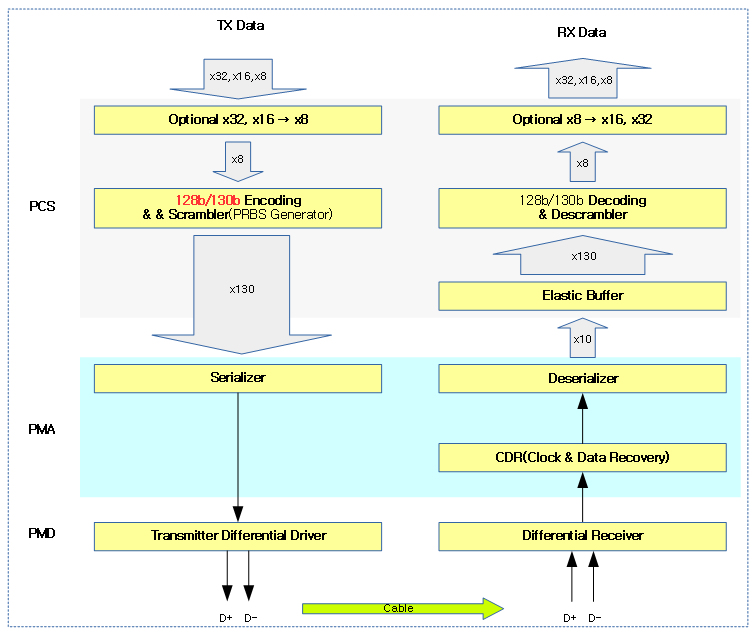 TX Data
RX Data
x32, x16, x8
x32, x16, x8
Optional x32, x16 → x8
Optional x8 → x16, x32
x8
x8
PCS
128b/130b Encoding
& & Scrambler(PRBS Generator)
128b/130b Decoding
& Descrambler
x130
x130
Elastic Buffer
x10
Serializer
Deserializer
PMA
CDR(Clock & Data Recovery)
PMD
Transmitter Differential Driver
Differential Receiver
Cable
D+ D-
D+ D-